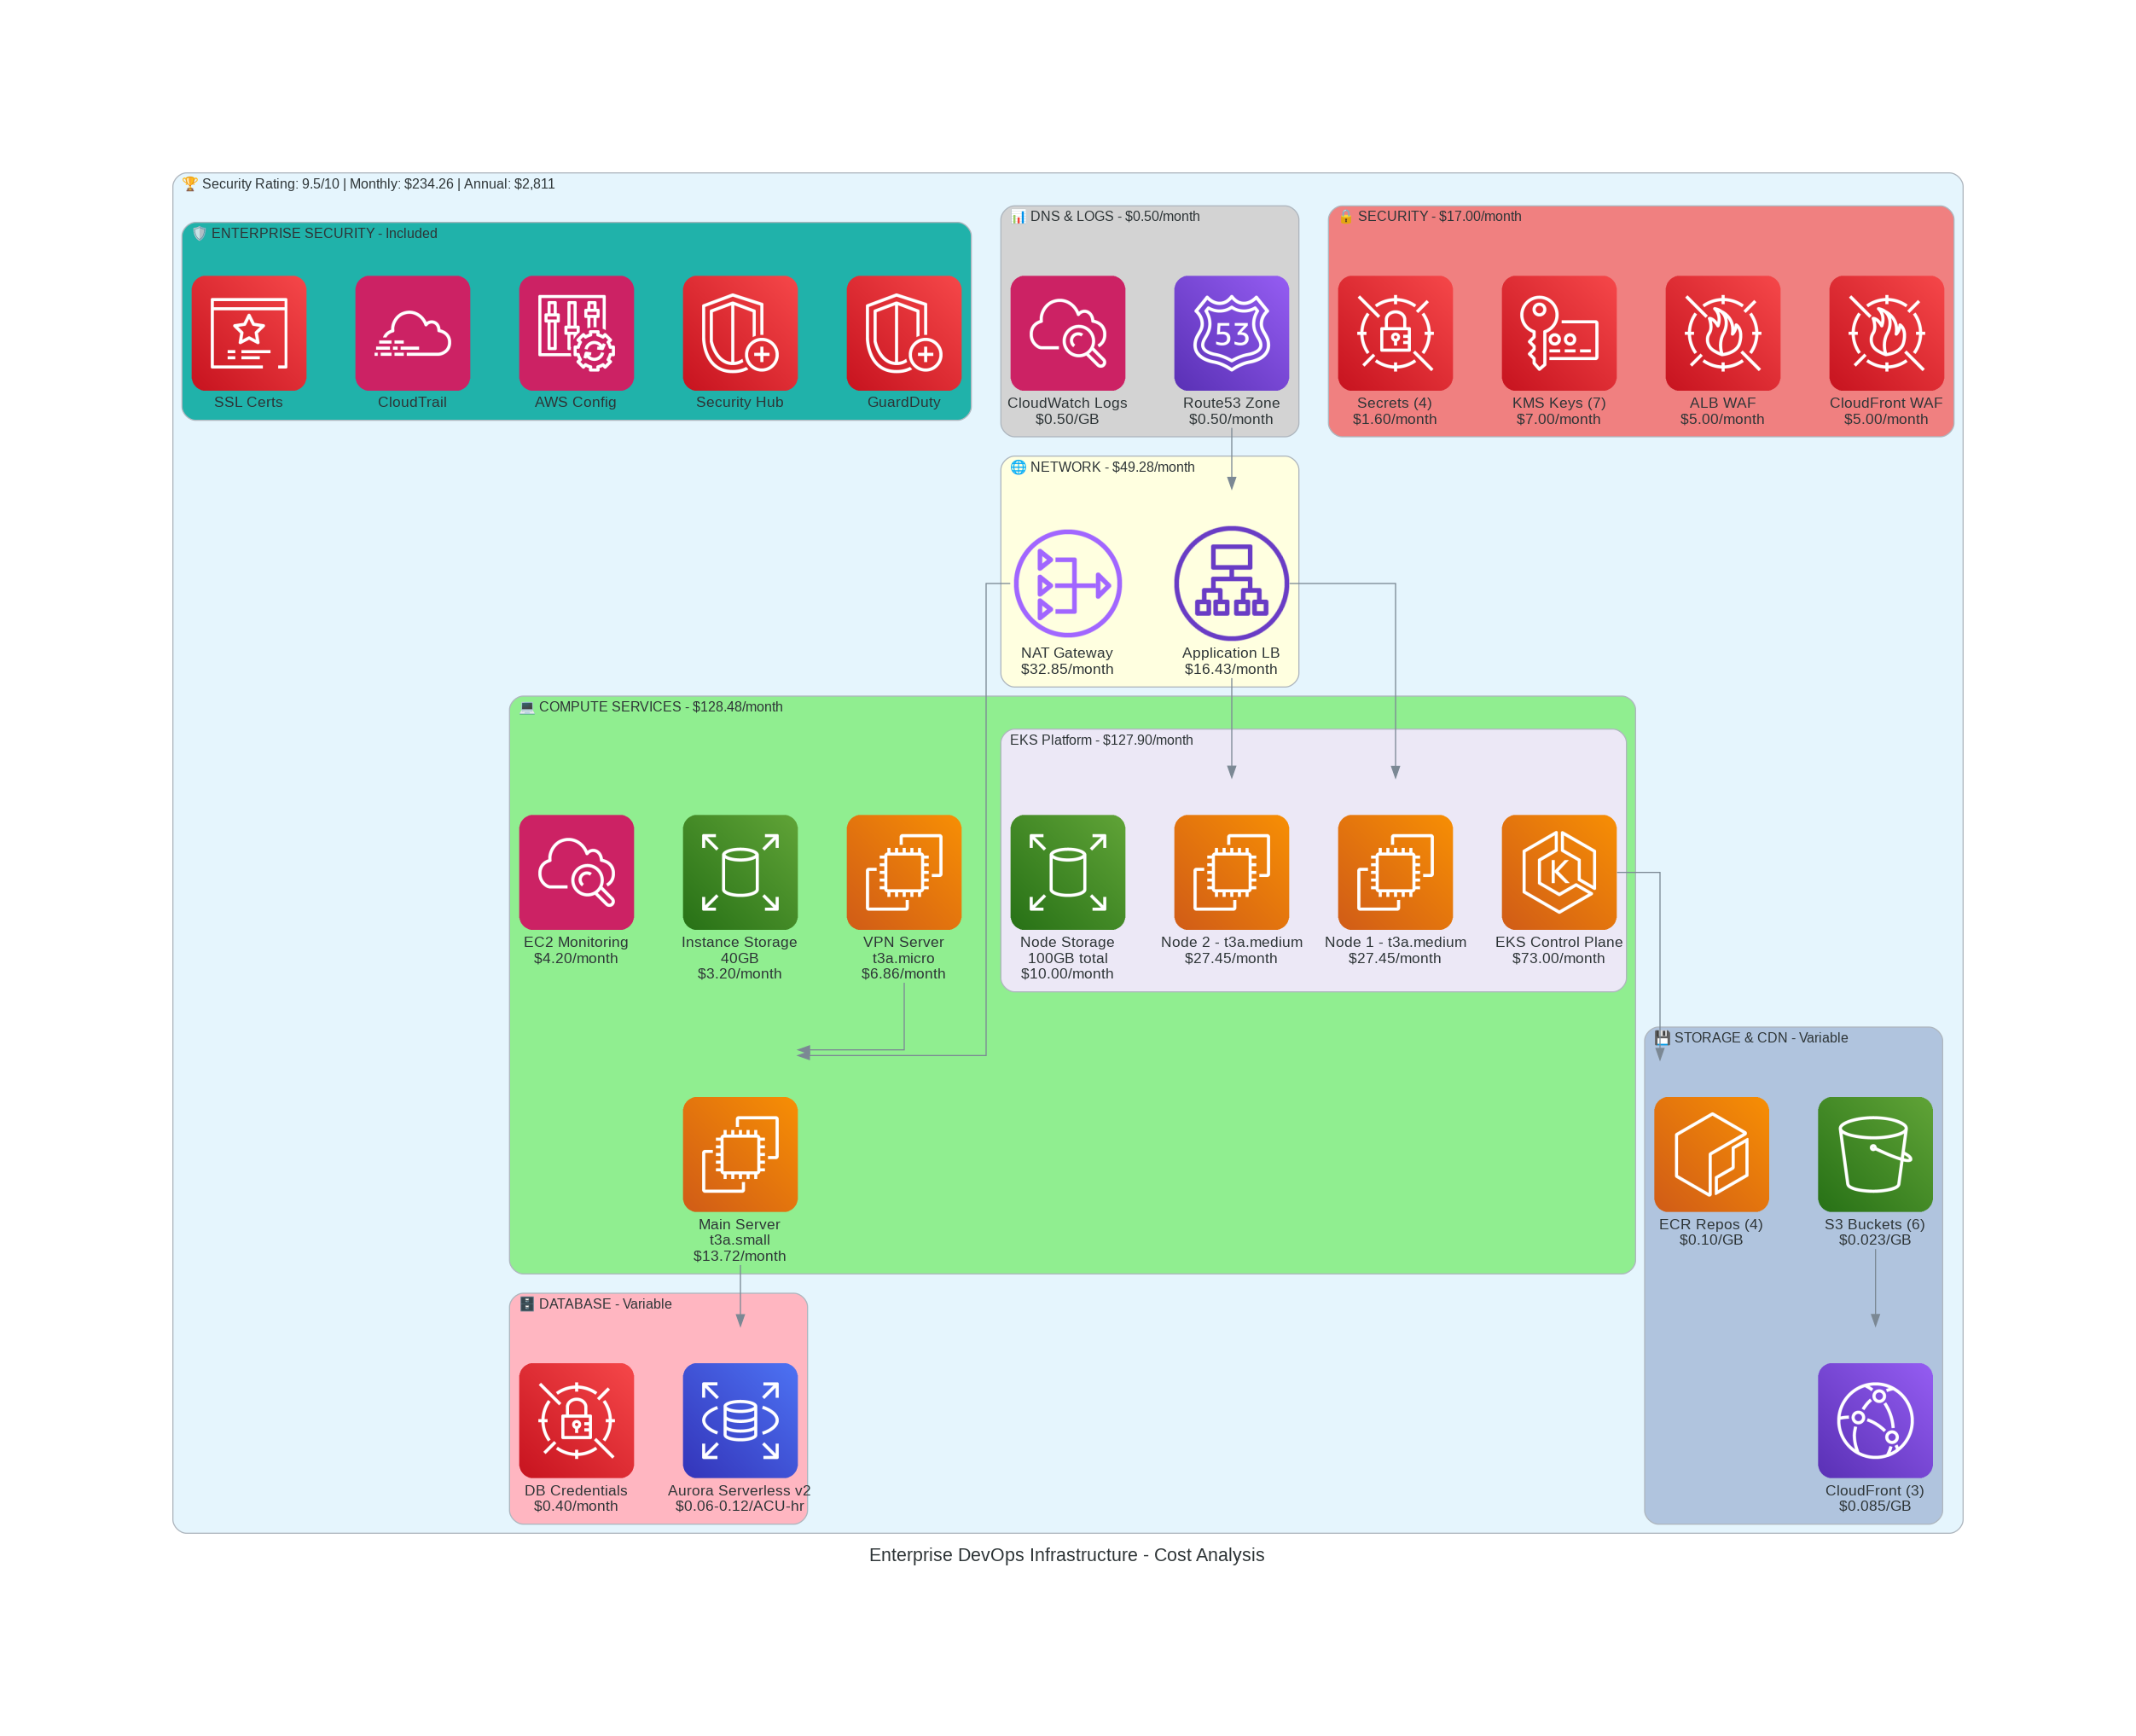 🏆 Security Rating: 9.5/10 | Monthly: $234.26 | Annual: $2,811
🛡️ ENTERPRISE SECURITY - Included
SSL Certs
CloudTrail
AWS Config
Security Hub
GuardDuty
📊 DNS & LOGS - $0.50/month
CloudWatch Logs
$0.50/GB
53
Route53 Zone
$0.50/month
🔒 SECURITY - $17.00/month
Secrets (4)
$1.60/month
KMS Keys (7)
$7.00/month
ALB WAF
$5.00/month
CloudFront WAF
$5.00/month
🌐 NETWORK - $49.28/month
NAT Gateway
$32.85/month
Application LB
$16.43/month
💻 COMPUTE SERVICES - $128.48/month
EC2 Monitoring
$4.20/month
Instance Storage
40GB
$3.20/month
VPN Server
t3a.micro
$6.86/month
EKS Platform - $127.90/month
Node Storage
100GB total
$10.00/month
Node 2 - t3a.medium
$27.45/month
Node 1 - t3a.medium
$27.45/month
K
EKS Control Plane
$73.00/month
Main Server
t3a.small
$13.72/month
💾 STORAGE & CDN - Variable
ECR Repos (4)
$0.10/GB
S3 Buckets (6)
$0.023/GB
CloudFront (3)
$0.085/GB
🗄️ DATABASE - Variable
DB Credentials
$0.40/month
Aurora Serverless v2
$0.06-0.12/ACU-hr
Enterprise DevOps Infrastructure - Cost Analysis